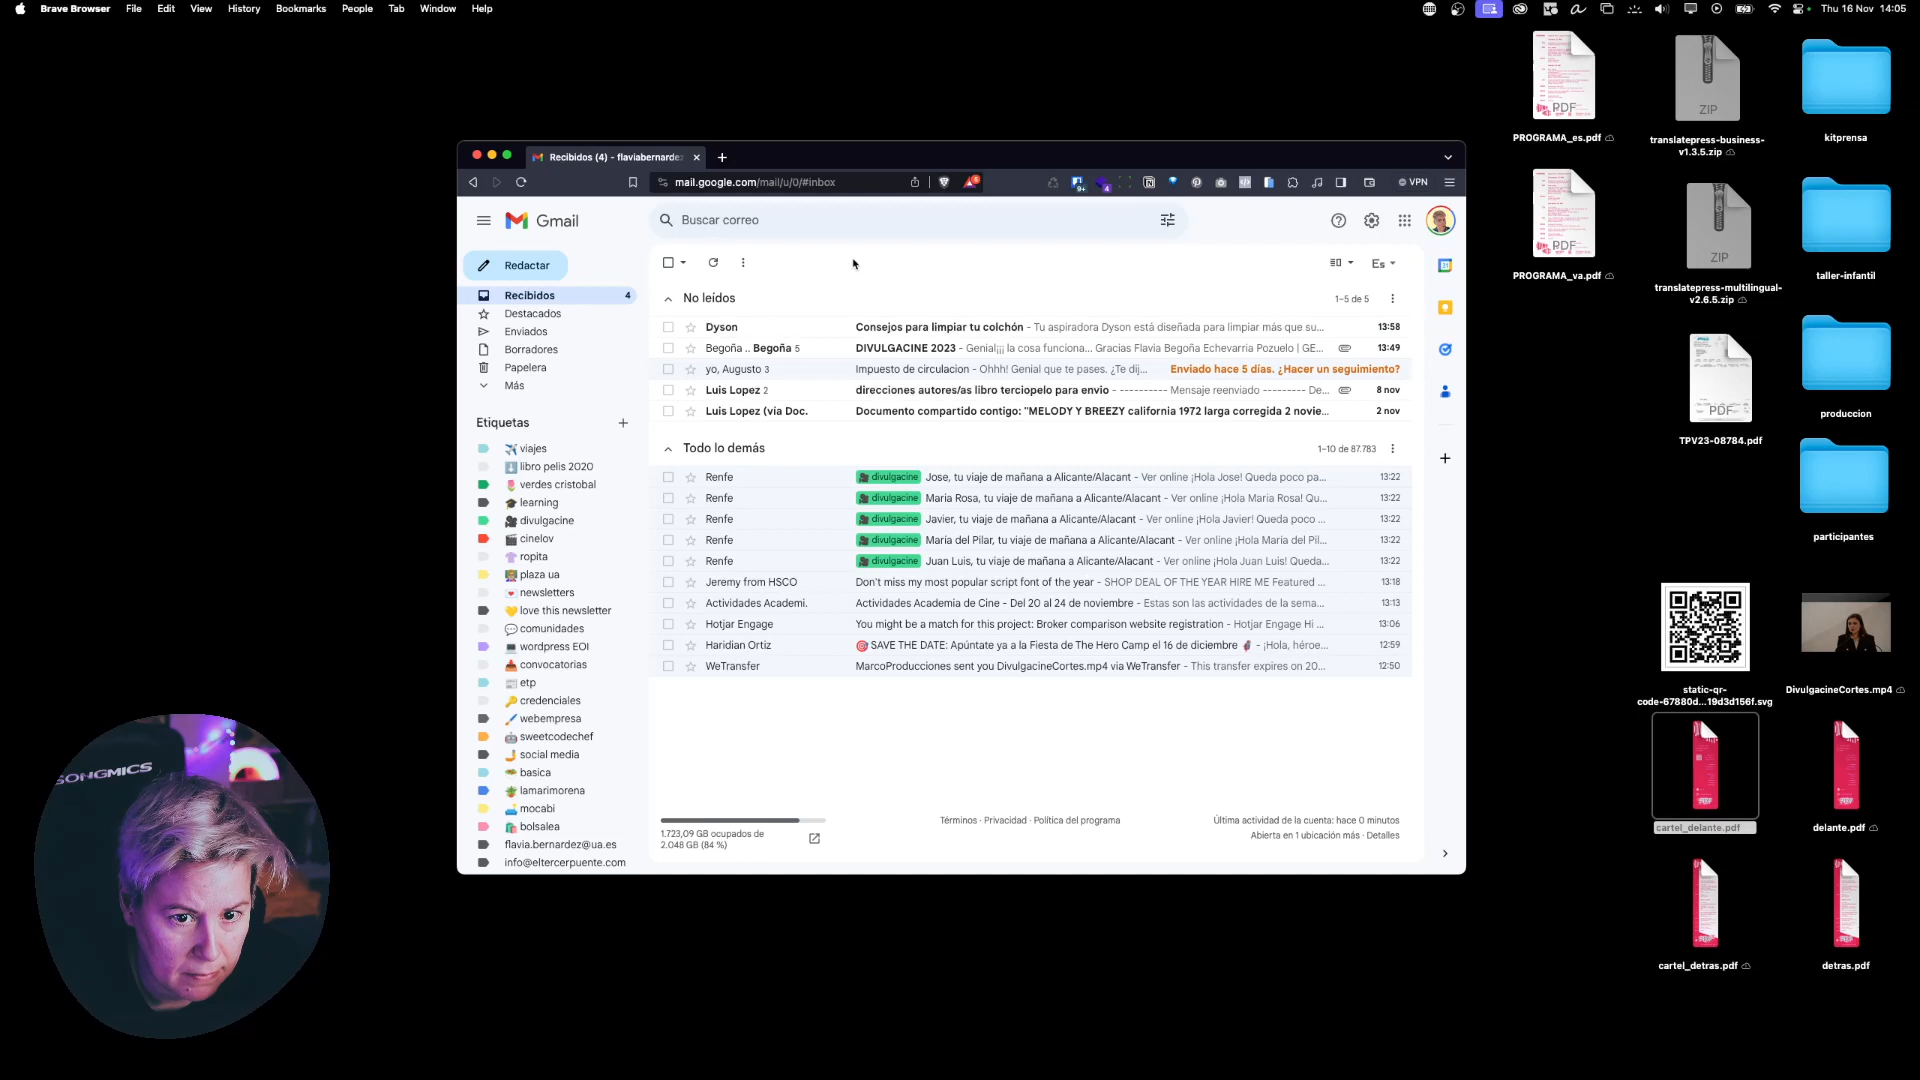 Brave Browser File Edit View History Bookmarks People Tab Window Help
Thu 16 Nov 14:05
PROGRAMA_es.pdf
translatepress-business-v1.3.5.zip
kitprensa
PROGRAMA_va.pdf
translatepress-multilingual-v2.6.5.zip
taller-infantil
PDF
ZIP
TPV23-08784.pdf
produccion
participantes
static-qr-code-67880d...19d3d156f.svg
DivulgacineCortes.mp4
cartel_delante.pdf
delante.pdf
cartel_detras.pdf
detras.pdf
Recibidos (4) - flaviabernardez
mail.google.com/mail/u/0/#inbox
VPN
Gmail
Buscar correo
Redactar
Recibidos 4
Destacados
Enviados
Borradores
Papelera
Más
Etiquetas
viajes
libro pelis 2020
verdes cristobal
learning
divulgacine
cinelov
ropita
plaza ua
newsletters
love this newsletter
comunidades
wordpress EOI
convocatorias
etp
credenciales
webempresa
sweetcodechef
social media
basica
lamarimorena
mocabi
bolsalea
flavia.bernardez@ua.es
info@eltercerpuente.com
Es
No leídos
1–5 de 5
Dyson Consejos para limpiar tu colchón - Tu aspiradora Dyson está diseñada para limpiar más que su... 13:58
Begoña .. Begoña 5 DIVULGACINE 2023 - Genial¡¡¡ la cosa funciona... Gracias Flavia Begoña Echevarria Pozuelo | GE... 13:49
yo, Augusto 3 Impuesto de circulacion - Ohhh! Genial que te pases. ¿Te dij... Enviado hace 5 días. ¿Hacer un seguimiento?
Luis Lopez 2 direcciones autores/as libro terciopelo para envio - ---------- Mensaje reenviado --------- De... 8 nov
Luis Lopez (vía Doc. Documento compartido contigo: "MELODY Y BREEZY california 1972 larga corregida 2 novie... 2 nov
Todo lo demás
1–10 de 87.783
Renfe divulgacine Jose, tu viaje de mañana a Alicante/Alacant - Ver online ¡Hola Jose! Queda poco pa... 13:22
Renfe divulgacine Maria Rosa, tu viaje de mañana a Alicante/Alacant - Ver online ¡Hola Maria Rosa! Qu... 13:22
Renfe divulgacine Javier, tu viaje de mañana a Alicante/Alacant - Ver online ¡Hola Javier! Queda poco ... 13:22
Renfe divulgacine María del Pilar, tu viaje de mañana a Alicante/Alacant - Ver online ¡Hola María del Pil... 13:22
Renfe divulgacine Juan Luis, tu viaje de mañana a Alicante/Alacant - Ver online ¡Hola Juan Luis! Queda... 13:22
Jeremy from HSCO Don't miss my most popular script font of the year - SHOP DEAL OF THE YEAR HIRE ME Featured ... 13:18
Actividades Academi. Actividades Academia de Cine - Del 20 al 24 de noviembre - Estas son las actividades de la sema... 13:13
Hotjar Engage You might be a match for this project: Broker comparison website registration - Hotjar Engage Hi ... 13:06
Haridian Ortiz SAVE THE DATE: Apúntate ya a la Fiesta de The Hero Camp el 16 de diciembre - ¡Hola, héroe... 12:59
WeTransfer MarcoProducciones sent you DivulgacineCortes.mp4 via WeTransfer - This transfer expires on 20... 12:50
1.723,09 GB ocupados de
2.048 GB (84 %)
Términos · Privacidad · Política del programa
Última actividad de la cuenta: hace 0 minutos
Abierta en 1 ubicación más · Detalles
SONGMICS